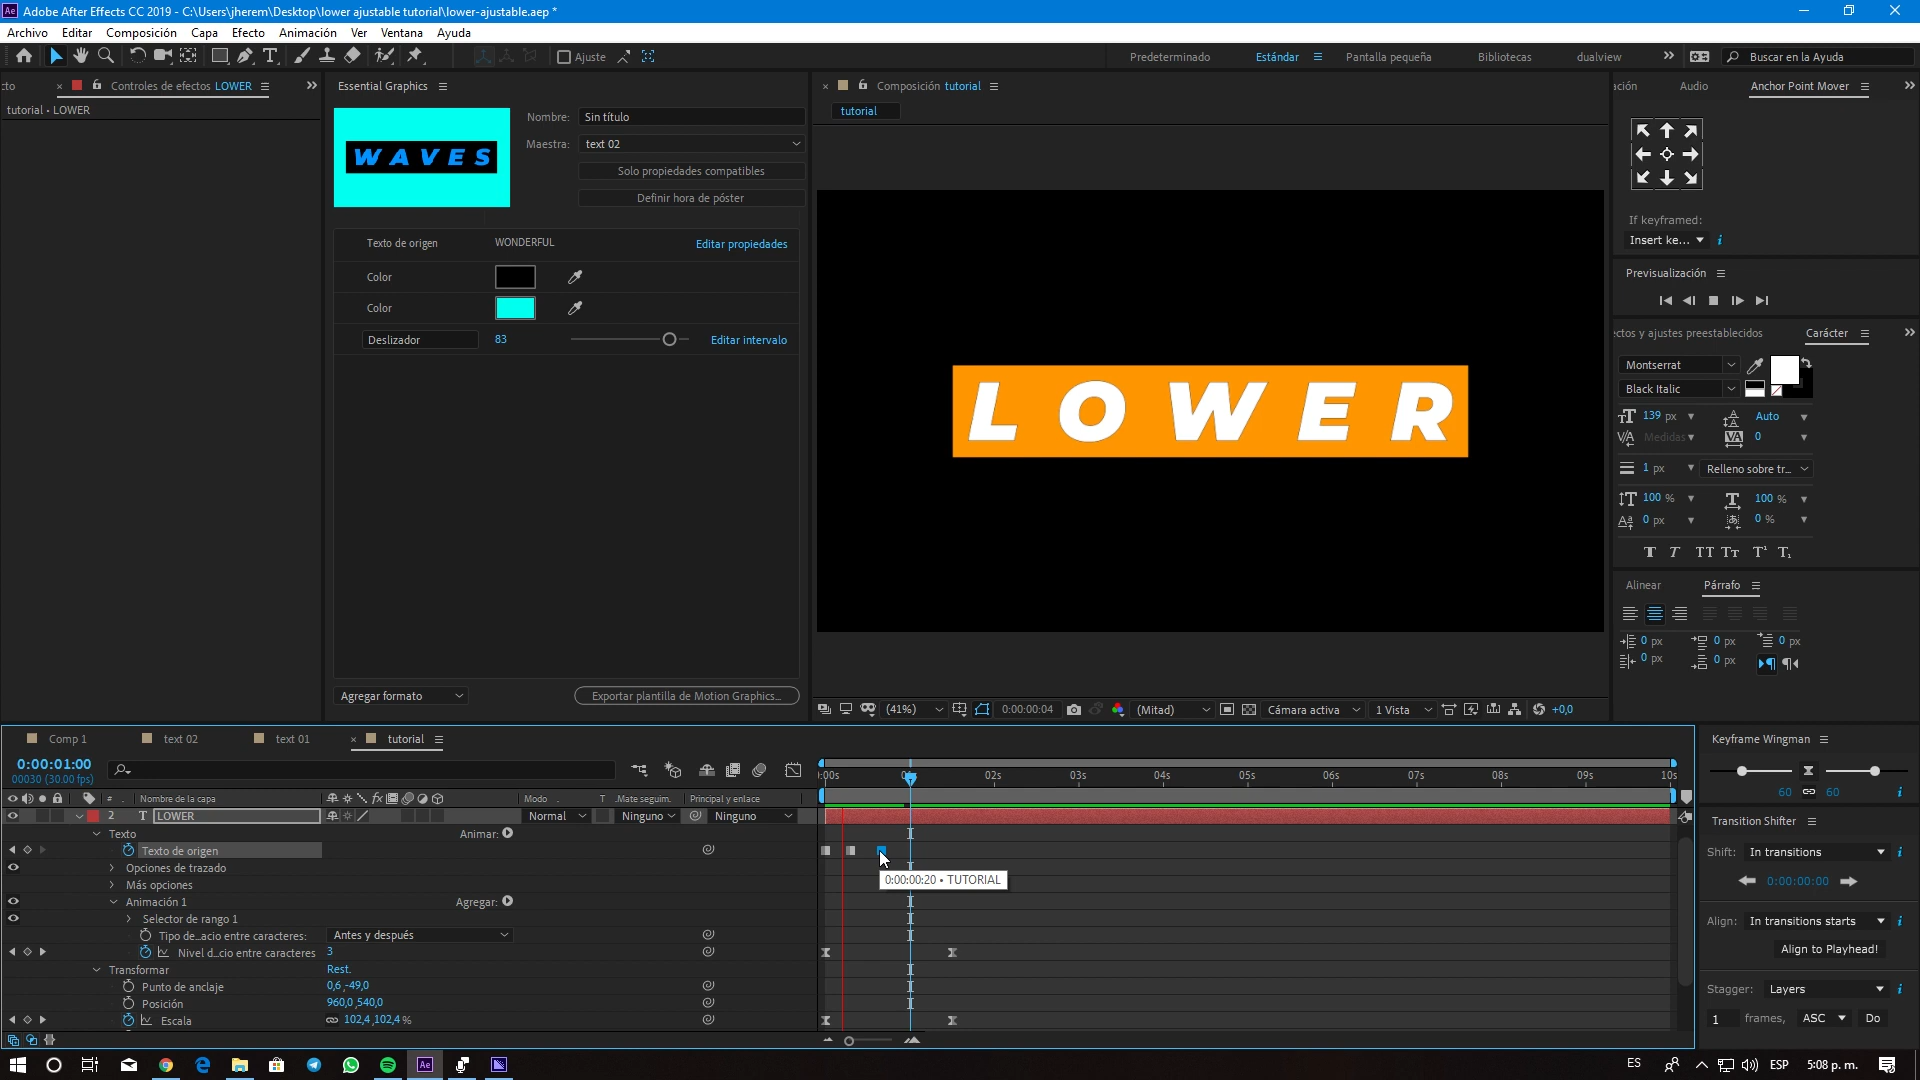 Adobe After Effects CC 2019 - C:\Users\jherem\Desktop\lower ajustable tutorial\lower-ajustable.aep *
Archivo Editar Composición Capa Efecto Animación Ver Ventana Ayuda
Ajuste Predeterminado Estándar Pantalla pequeña Bibliotecas dualview Buscar en la Ayuda
cto Controles de efectos LOWER
tutorial • LOWER
Essential Graphics
WAVES
Nombre: Sin título
Maestra: text 02
Solo propiedades compatibles
Definir hora de póster
Texto de origen WONDERFUL Editar propiedades
Color
Color
Deslizador 83 Editar intervalo
Agregar formato Exportar plantilla de Motion Graphics...
Composición tutorial
tutorial
LOWER
(41%) 0:00:00:04 (Mitad) Cámara activa 1 Vista +0,0
ación Audio Anchor Point Mover
If keyframed:
Insert ke...
Previsualización
ectos y ajustes preestablecidos Carácter
Montserrat
Black Italic
139 px Auto
Medidas 0
1 px Relleno sobre tr...
100 % 100 %
0 px 0 %
Alinear Párrafo
0 px 0 px 0 px
0 px 0 px
Comp 1 text 02 text 01 tutorial
0:00:01:00
00030 (30.00 fps)
# Nombre de la capa Modo T .Mate seguim. Principal y enlace
:00s 02s 03s 04s 05s 06s 07s 08s 09s 10s
2 T LOWER Normal Ninguno Ninguno
Texto Animar:
Texto de origen
0:00:00:20 • TUTORIAL
Opciones de trazado
Más opciones
Animación 1 Agregar:
Selector de rango 1
Tipo de...acio entre caracteres: Antes y después
Nivel d...cio entre caracteres 3
Transformar Rest.
Punto de anclaje 0,6,-49,0
Posición 960,0,540,0
Escala 102,4,102,4 %
Keyframe Wingman
60 60
Transition Shifter
Shift: In transitions
0:00:00:00
Align: In transitions starts
Align to Playhead!
Stagger: Layers
1 frames, ASC Do
ES ESP 5:08 p. m.